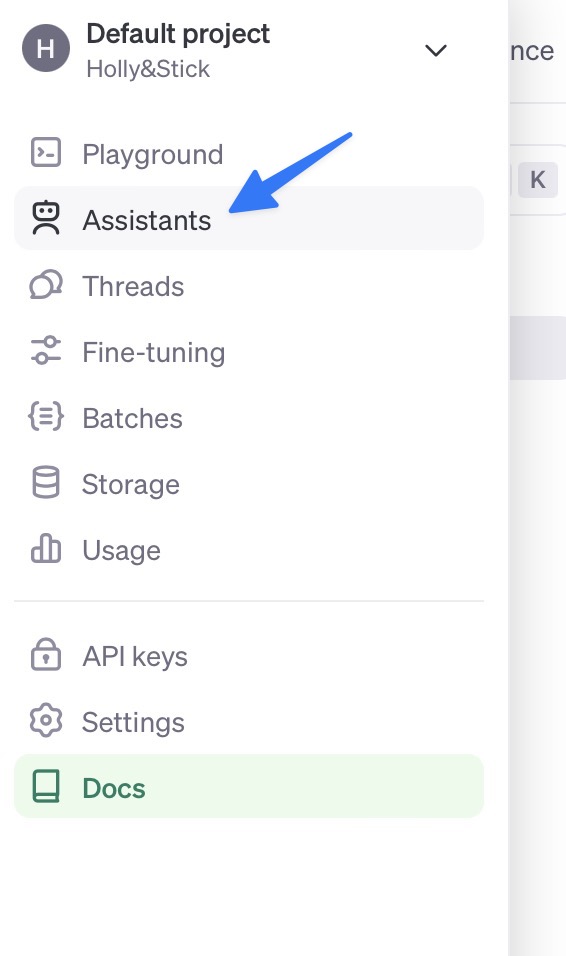 H
Default project
Holly&Stick
nce
Playground
K
Assistants
Threads
Fine-tuning
Batches
Storage
Usage
API keys
Settings
Docs